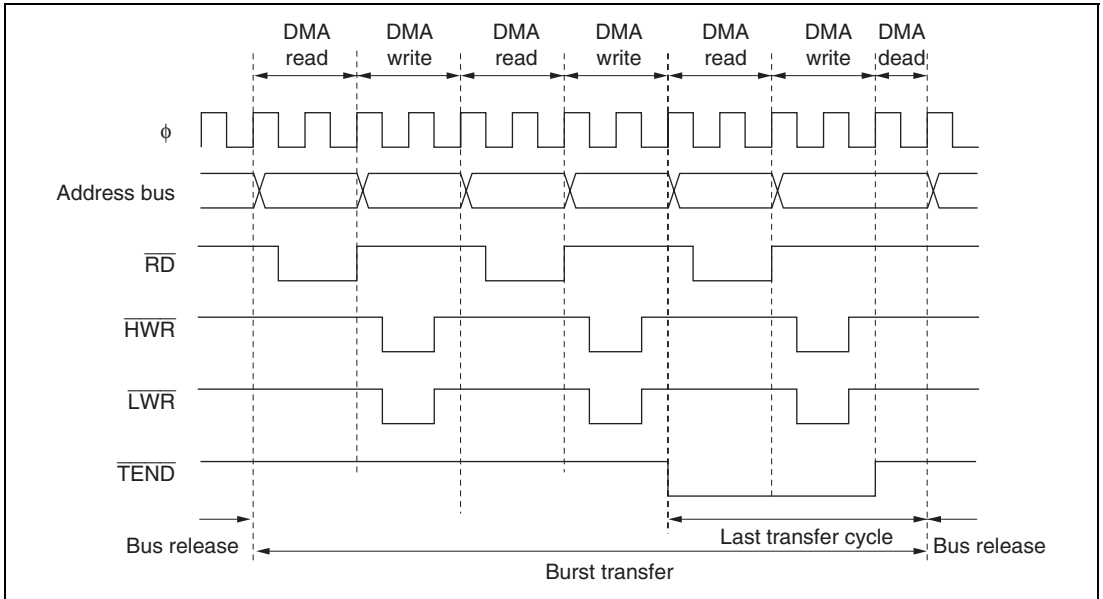 DMA read DMA write DMA read DMA write DMA read DMA write DMA dead
φ
Address bus
RD
HWR
LWR
TEND
Last transfer cycle
Bus release Bus release
Burst transfer